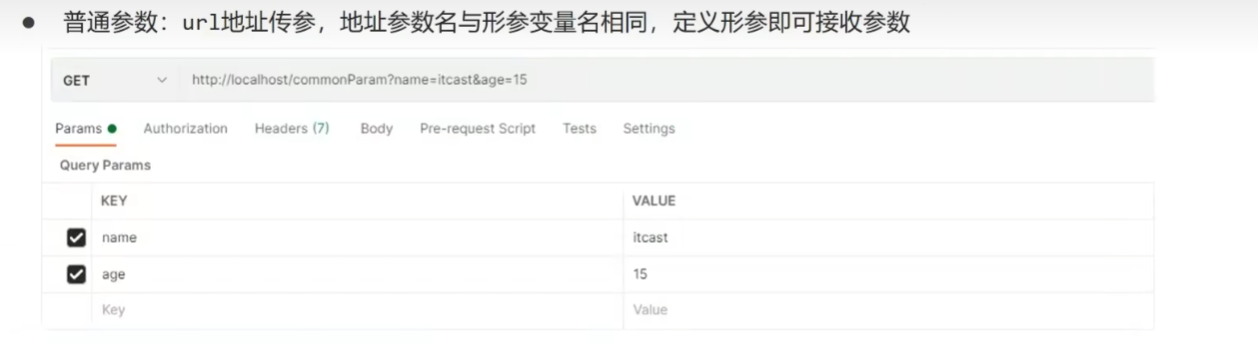 ● 普通参数：url地址传参，地址参数名与形参变量名相同，定义形参即可接收参数
GET http://localhost/commonParam?name=itcast&age=15
Params Authorization Headers (7) Body Pre-request Script Tests Settings
Query Params
KEY VALUE
name itcast
age 15
Key Value